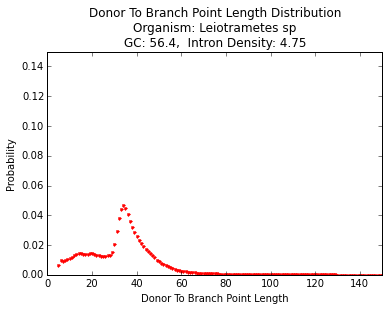 Donor To Branch Point Length Distribution
Organism: Leiotrametes sp
GC: 56.4,  Intron Density: 4.75
0.14
0.12
0.10
0.08
0.06
0.04
0.02
0.00
Probability
0 20 40 60 80 100 120 140
Donor To Branch Point Length